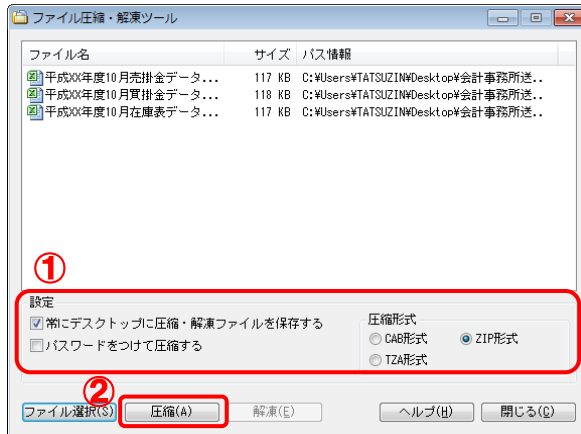 ファイル圧縮・解凍ツール
ファイル名 サイズ パス情報
平成XX年度10月売掛金データ... 117 KB C:¥Users¥TATSUZIN¥Desktop¥会計事務所送..
平成XX年度10月買掛金データ... 118 KB C:¥Users¥TATSUZIN¥Desktop¥会計事務所送..
平成XX年度10月在庫表データ... 117 KB C:¥Users¥TATSUZIN¥Desktop¥会計事務所送..
①
設定
常にデスクトップに圧縮・解凍ファイルを保存する
パスワードをつけて圧縮する
圧縮形式
CAB形式 ZIP形式
TZA形式
②
ファイル選択(S) 圧縮(A) 解凍(E) ヘルプ(H) 閉じる(C)